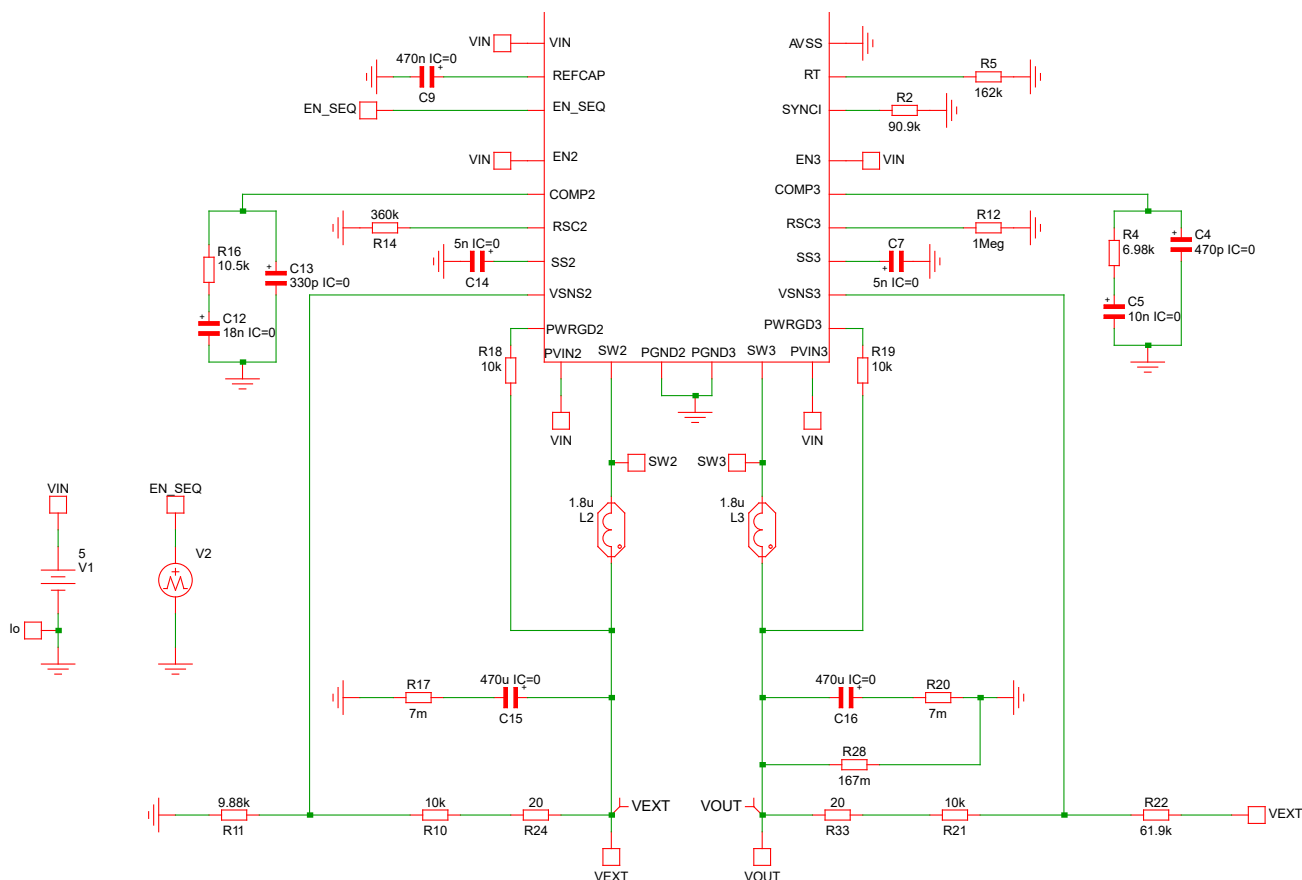 VIN
VIN
AVSS
470n IC=0
REFCAP
C9
RT
R5
162k
EN_SEQ
EN_SEQ
SYNCI
R2
90.9k
VIN
EN2
EN3
VIN
COMP2
COMP3
360k
RSC2
R14
RSC3
R12
1Meg
R16
10.5k
C13
330p IC=0
5n IC=0
SS2
C14
SS3
C7
5n IC=0
R4
6.98k
C4
470p IC=0
VSNS2
VSNS3
C12
18n IC=0
C5
10n IC=0
PWRGD2
PWRGD3
R18
10k
PVIN2
SW2
PGND2
PGND3
SW3
PVIN3
R19
10k
VIN
VIN
SW2
SW3
VIN
EN_SEQ
1.8u
L2
1.8u
L3
5
V1
V2
Io
R17
7m
470u IC=0
C15
470u IC=0
C16
R20
7m
R28
167m
9.88k
R11
10k
R10
20
R24
VEXT
VOUT
20
R33
10k
R21
R22
61.9k
VEXT
VEXT
VOUT